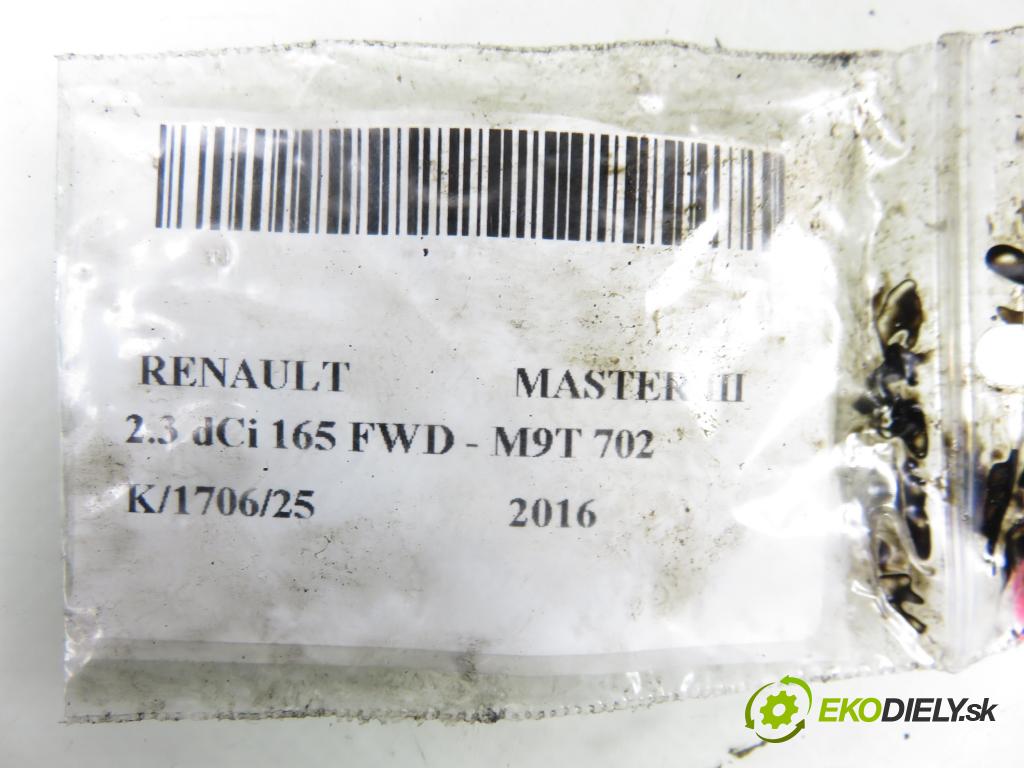 RENAULT MASTER III
2.3 dCi 165 FWD - M9T 702
K/1706/25 2016
EKODIELY.sk